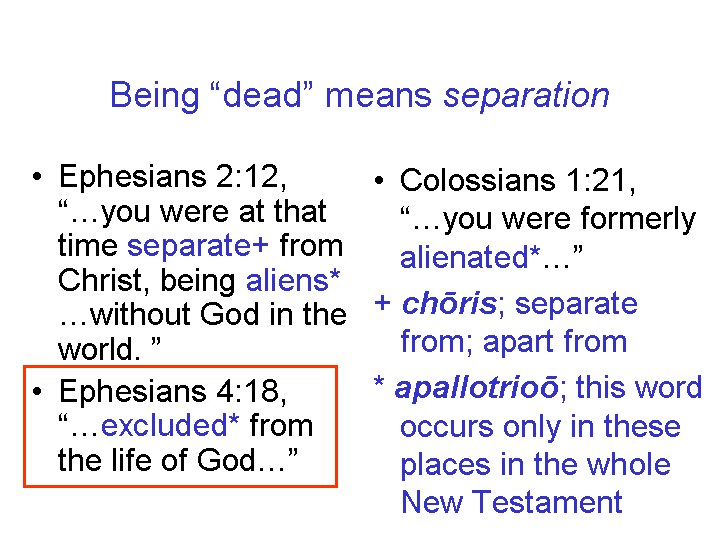 Being “dead” means separation
• Ephesians 2:12,
“…you were at that
time separate+ from
Christ, being aliens*
…without God in the
world. ”
• Ephesians 4:18,
“…excluded* from
the life of God…”
• Colossians 1:21,
“…you were formerly
alienated*…”
+ chōris; separate
from; apart from
* apallotrioō; this word
occurs only in these
places in the whole
New Testament